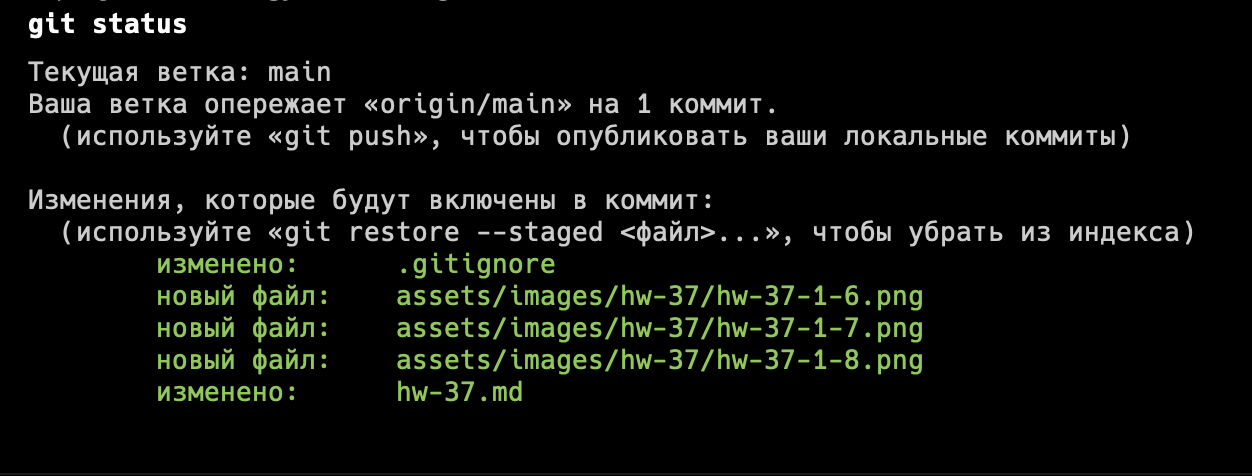 git status
Текущая ветка: main
Ваша ветка опережает «origin/main» на 1 коммит.
(используйте «git push», чтобы опубликовать ваши локальные коммиты)
Изменения, которые будут включены в коммит:
(используйте «git restore --staged <файл>...», чтобы убрать из индекса)
изменено: .gitignore
новый файл: assets/images/hw-37/hw-37-1-6.png
новый файл: assets/images/hw-37/hw-37-1-7.png
новый файл: assets/images/hw-37/hw-37-1-8.png
изменено: hw-37.md